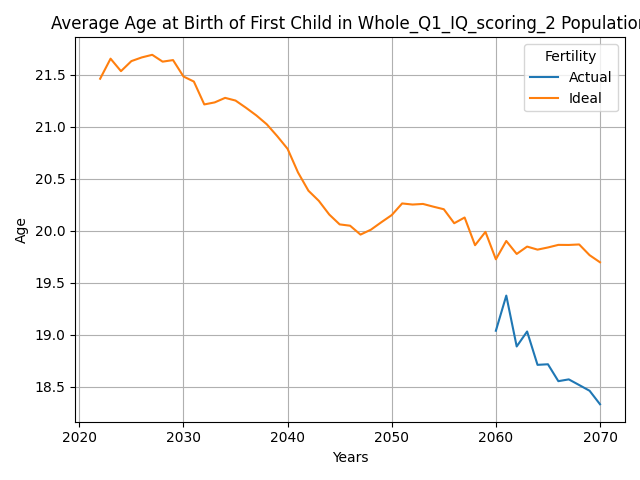 Average Age at Birth of First Child in Whole_Q1_IQ_scoring_2 Population
Fertility
Actual
Ideal
Age
21.5
21.0
20.5
20.0
19.5
19.0
18.5
2020 2030 2040 2050 2060 2070
Years